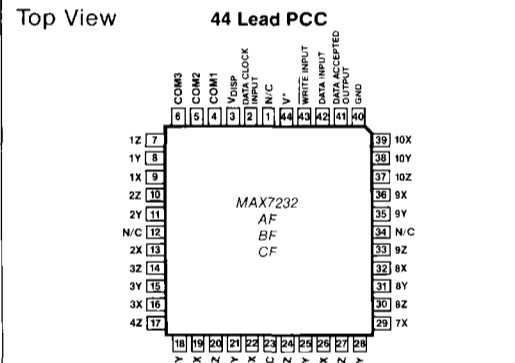 Top View
44 Lead PCC
COM3
COM2
COM1
VDISP
DATA CLOCK
INPUT
N/C
V+
WRITE INPUT
DATA INPUT
DATA ACCEPTED
OUTPUT
GND
6 5 4 3 2 1 44 43 42 41 40
1Z 7
1Y 8
1X 9
2Z 10
2Y 11
N/C 12
2X 13
3Z 14
3Y 15
3X 16
4Z 17
MAX7232
AF
BF
CF
39 10X
38 10Y
37 10Z
36 9X
35 9Y
34 N/C
33 9Z
32 8X
31 8Y
30 8Z
29 7X
18 19 20 21 22 23 24 25 26 27 28
Y X Z Y X C Z Y X Z Y